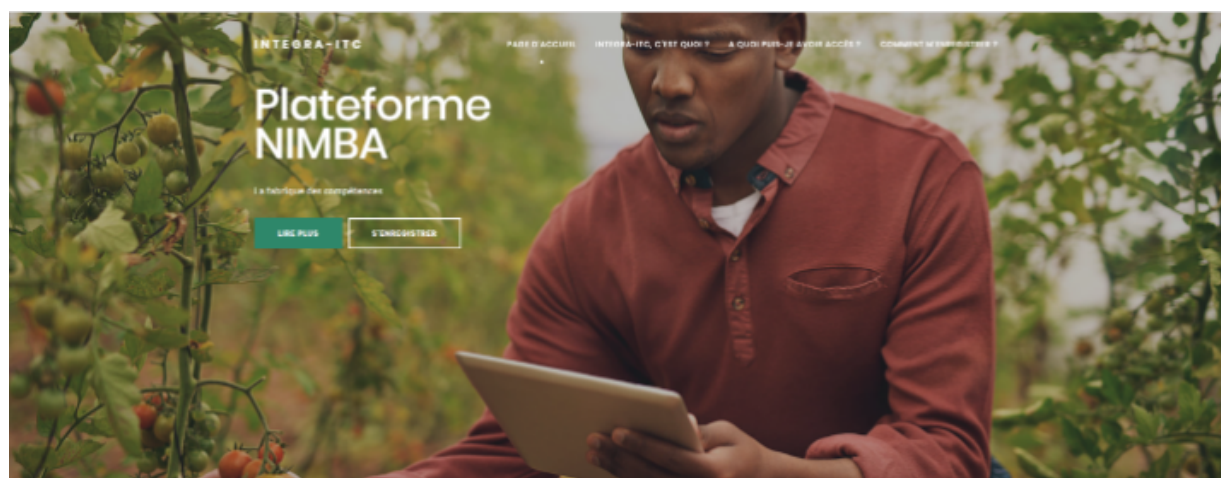 INTEGRA-ITC
PAGE D'ACCUEIL INTEGRA-ITC, C'EST QUOI ? A QUOI PUIS-JE AVOIR ACCÈS ? COMMENT M'ENREGISTRER ?
Plateforme
NIMBA
La fabrique des compétences
LIRE PLUS S'ENREGISTRER